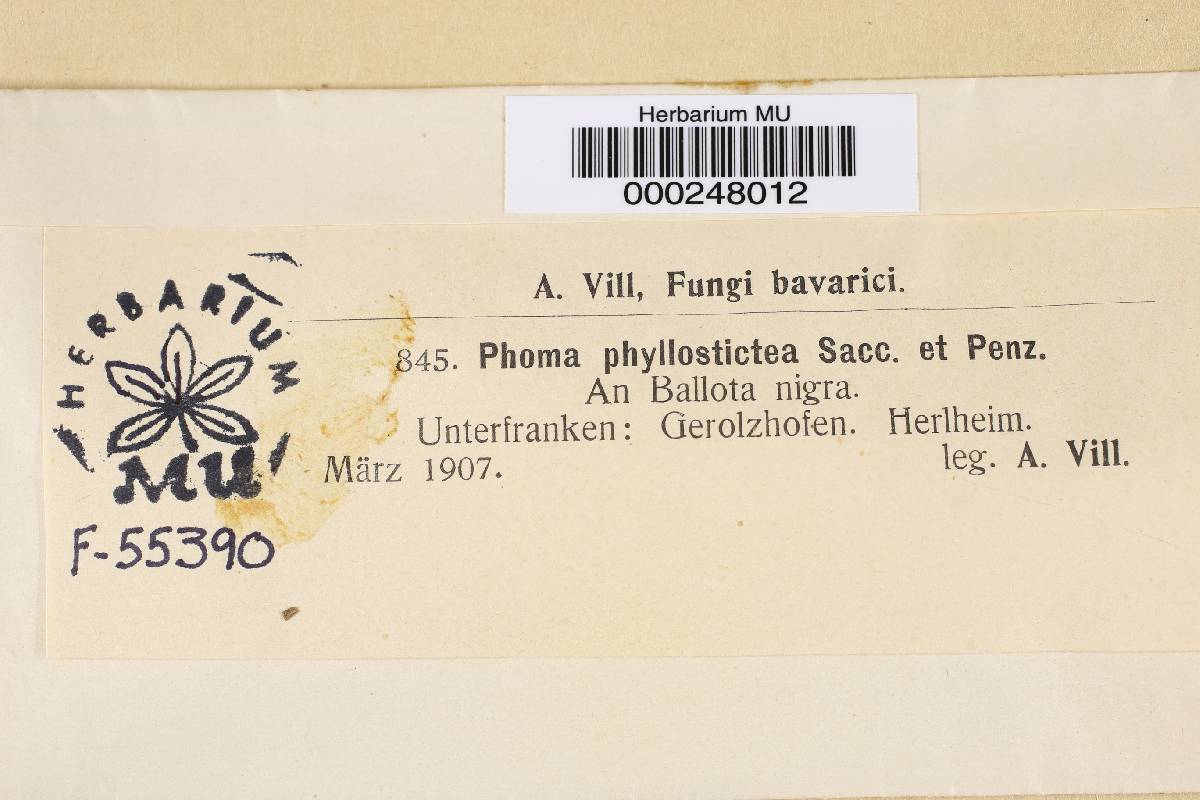 Herbarium MU
000248012
A. Vill, Fungi bavarici.
HERBARIUM
MU
F-55390
845. Phoma phyllostictea Sacc. et Penz.
An Ballota nigra.
Unterfranken: Gerolzhofen. Herlheim.
März 1907. leg. A. Vill.